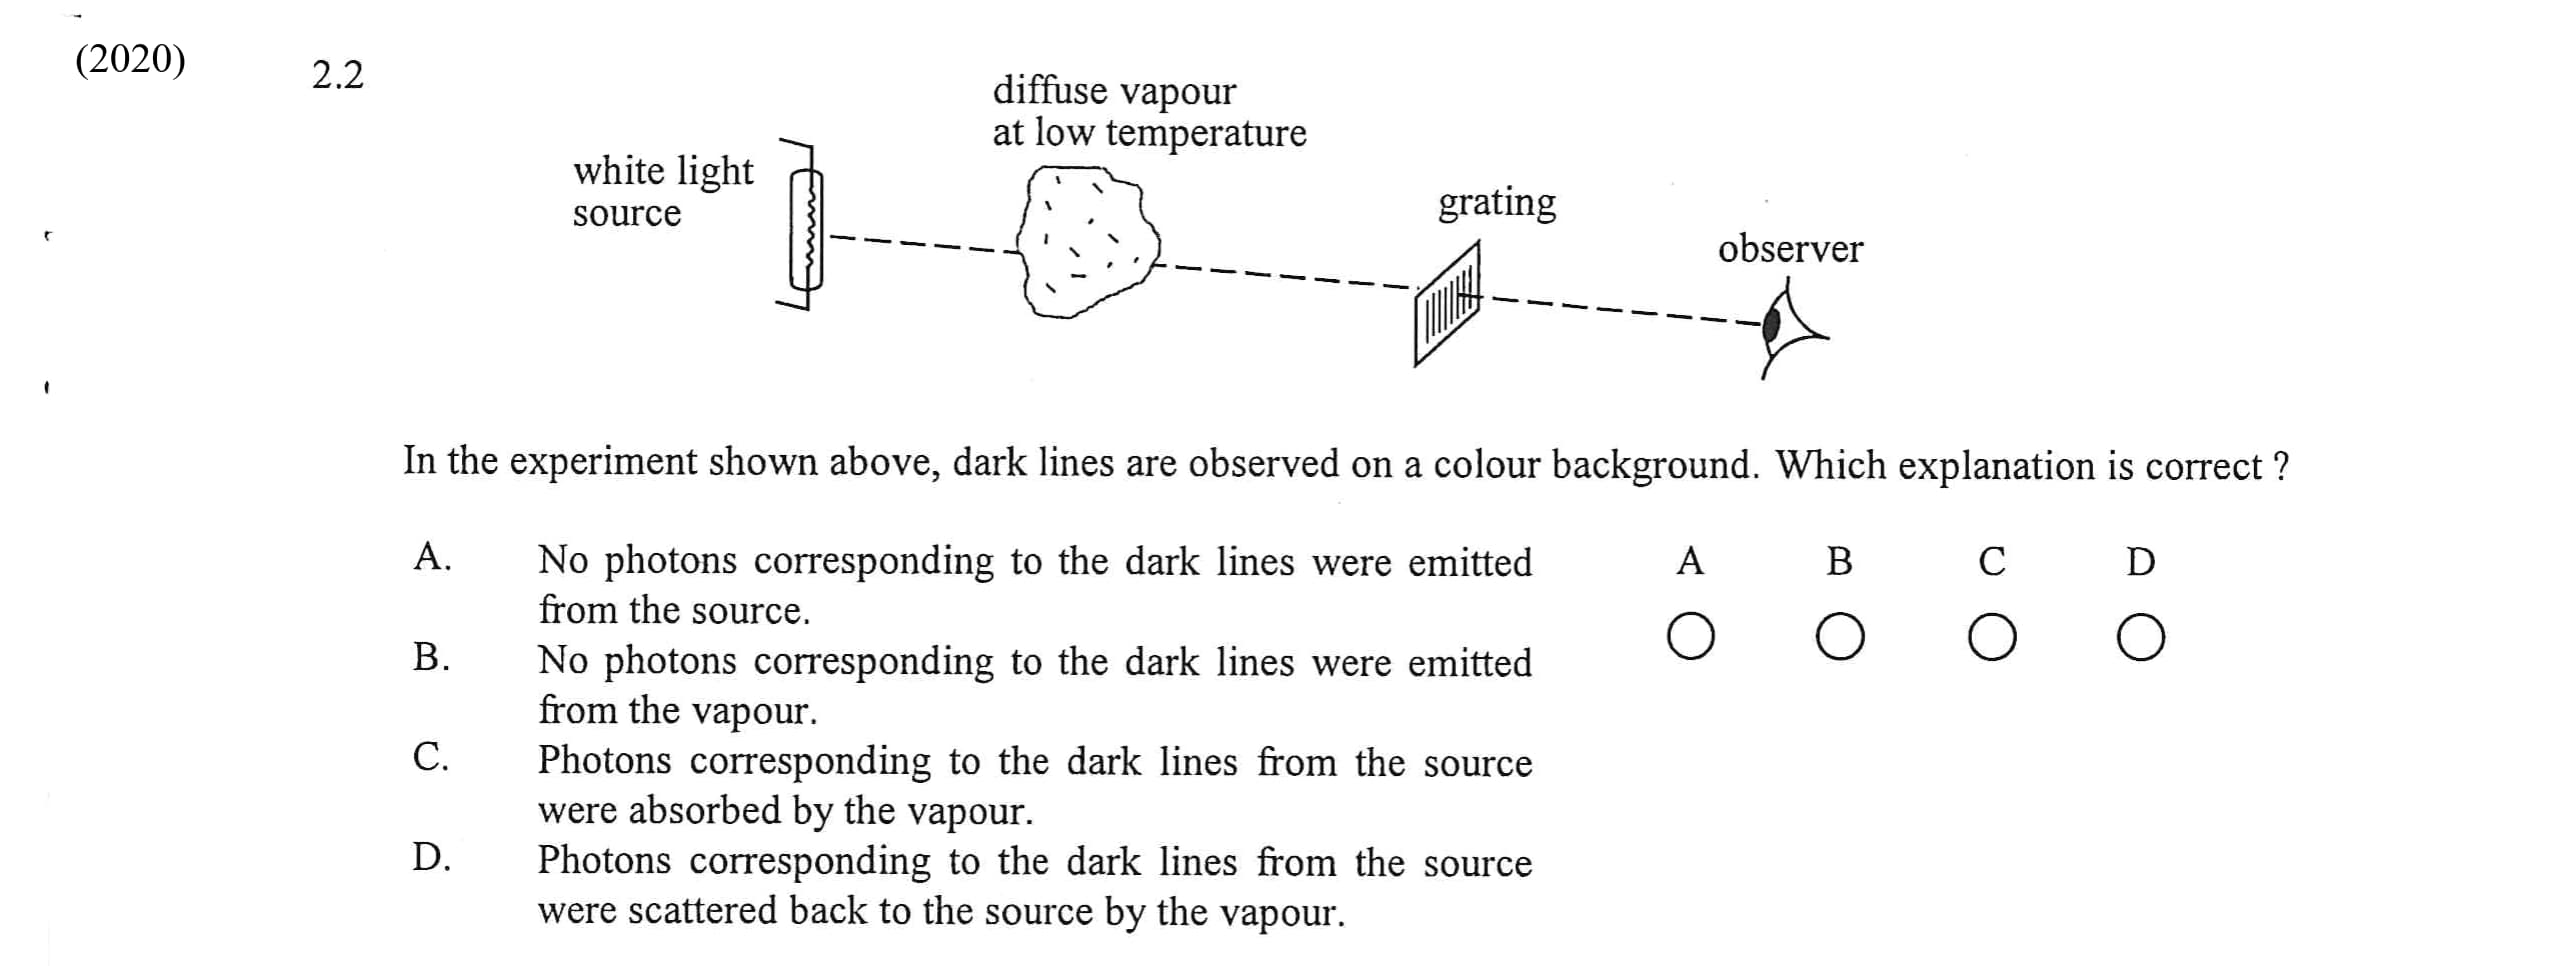 (2020)
2.2
diffuse vapour
at low temperature
white light
source
grating
observer
In the experiment shown above, dark lines are observed on a colour background. Which explanation is correct ?
A. No photons corresponding to the dark lines were emitted
from the source.
B. No photons corresponding to the dark lines were emitted
from the vapour.
C. Photons corresponding to the dark lines from the source
were absorbed by the vapour.
D. Photons corresponding to the dark lines from the source
were scattered back to the source by the vapour.
A B C D